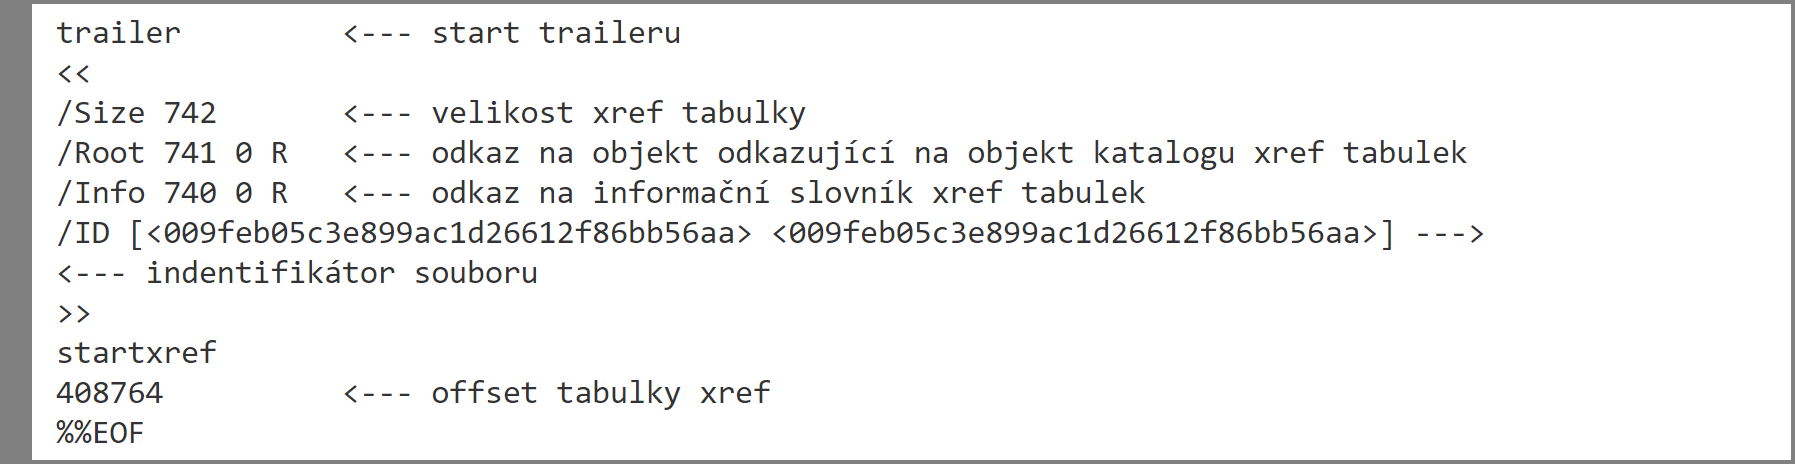 trailer         <--- start traileru
<<
/Size 742       <--- velikost xref tabulky
/Root 741 0 R   <--- odkaz na objekt odkazující na objekt katalogu xref tabulek
/Info 740 0 R   <--- odkaz na informační slovník xref tabulek
/ID [<009feb05c3e899ac1d26612f86bb56aa> <009feb05c3e899ac1d26612f86bb56aa>] --->
<--- indentifikátor souboru
>>
startxref
408764          <--- offset tabulky xref
%%EOF